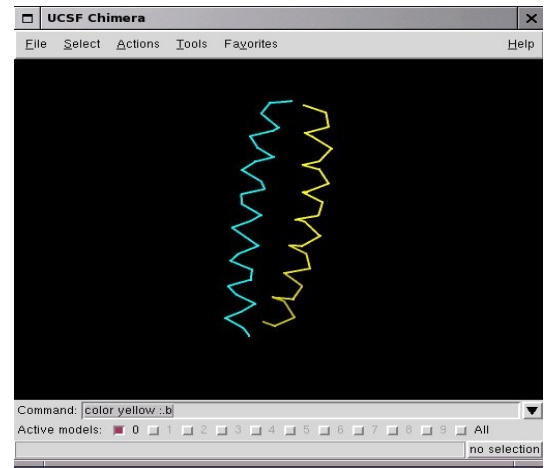 UCSF Chimera
File Select Actions Tools Favorites Help
Command: color yellow :.b
Active models: 0 1 2 3 4 5 6 7 8 9 All
no selection